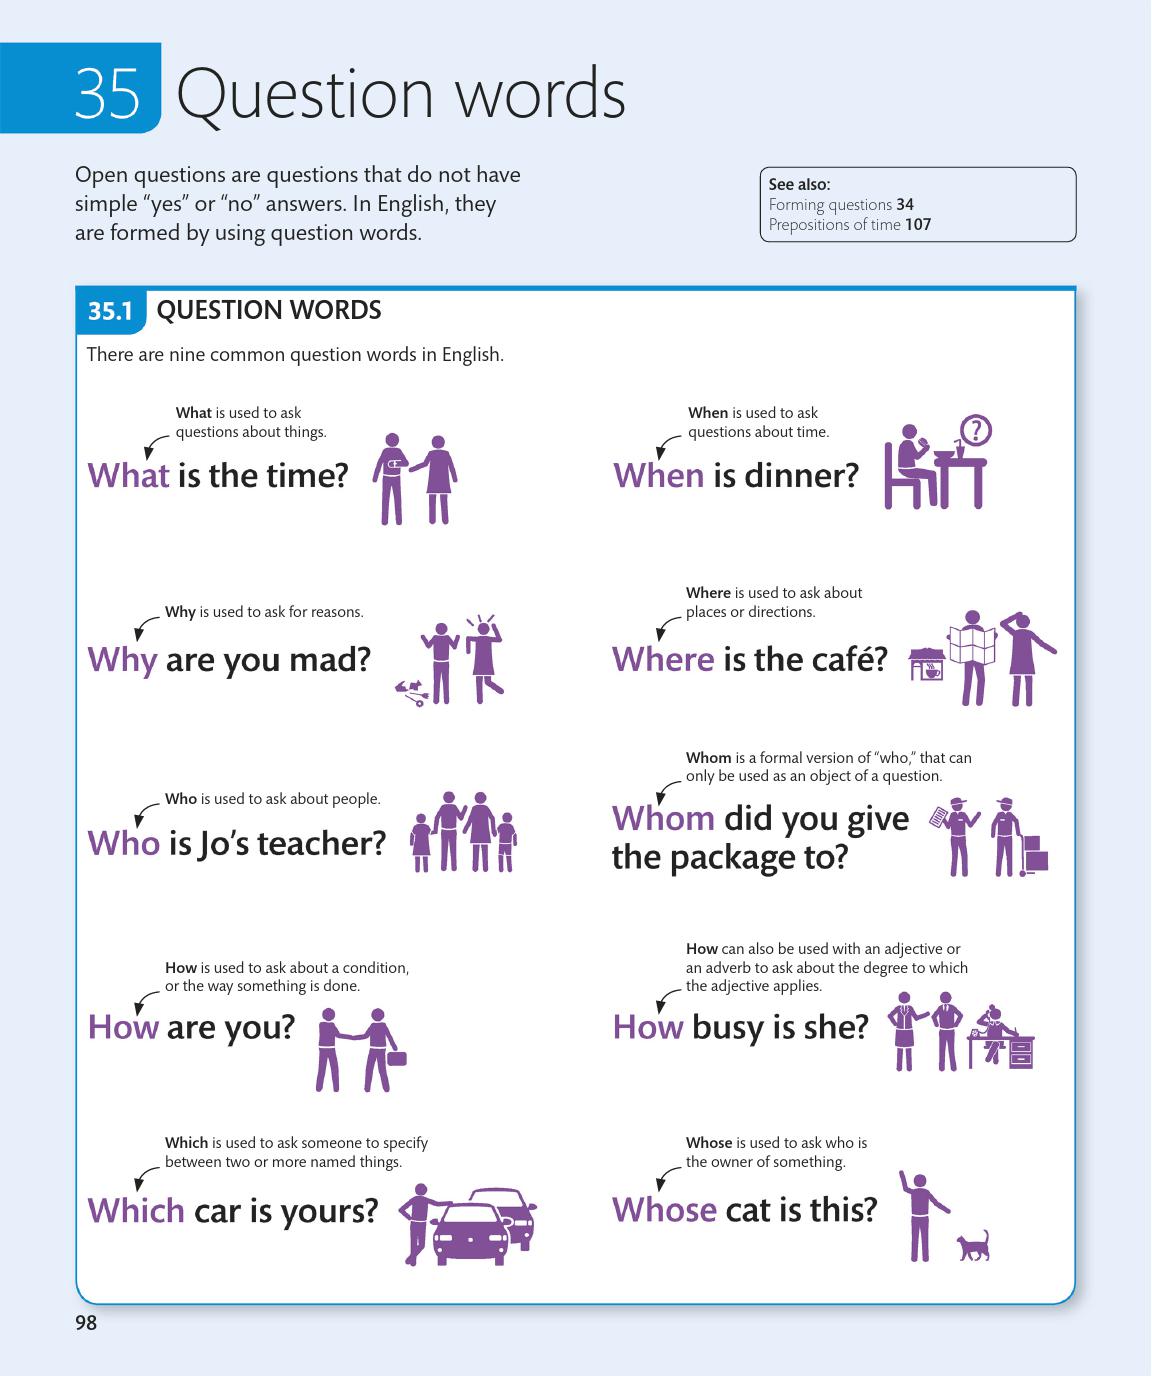 35 Question words
Open questions are questions that do not have
simple “yes” or “no” answers. In English, they
are formed by using question words.
See also:
Forming questions 34
Prepositions of time 107
35.1 QUESTION WORDS
There are nine common question words in English.
What is used to ask
questions about things.
What is the time?
When is used to ask
questions about time.
When is dinner?
?
Why is used to ask for reasons.
Why are you mad?
Where is used to ask about
places or directions.
Where is the café?
Who is used to ask about people.
Who is Jo’s teacher?
Whom is a formal version of “who,” that can
only be used as an object of a question.
Whom did you give
the package to?
How is used to ask about a condition,
or the way something is done.
How are you?
How can also be used with an adjective or
an adverb to ask about the degree to which
the adjective applies.
How busy is she?
Which is used to ask someone to specify
between two or more named things.
Which car is yours?
Whose is used to ask who is
the owner of something.
Whose cat is this?
98